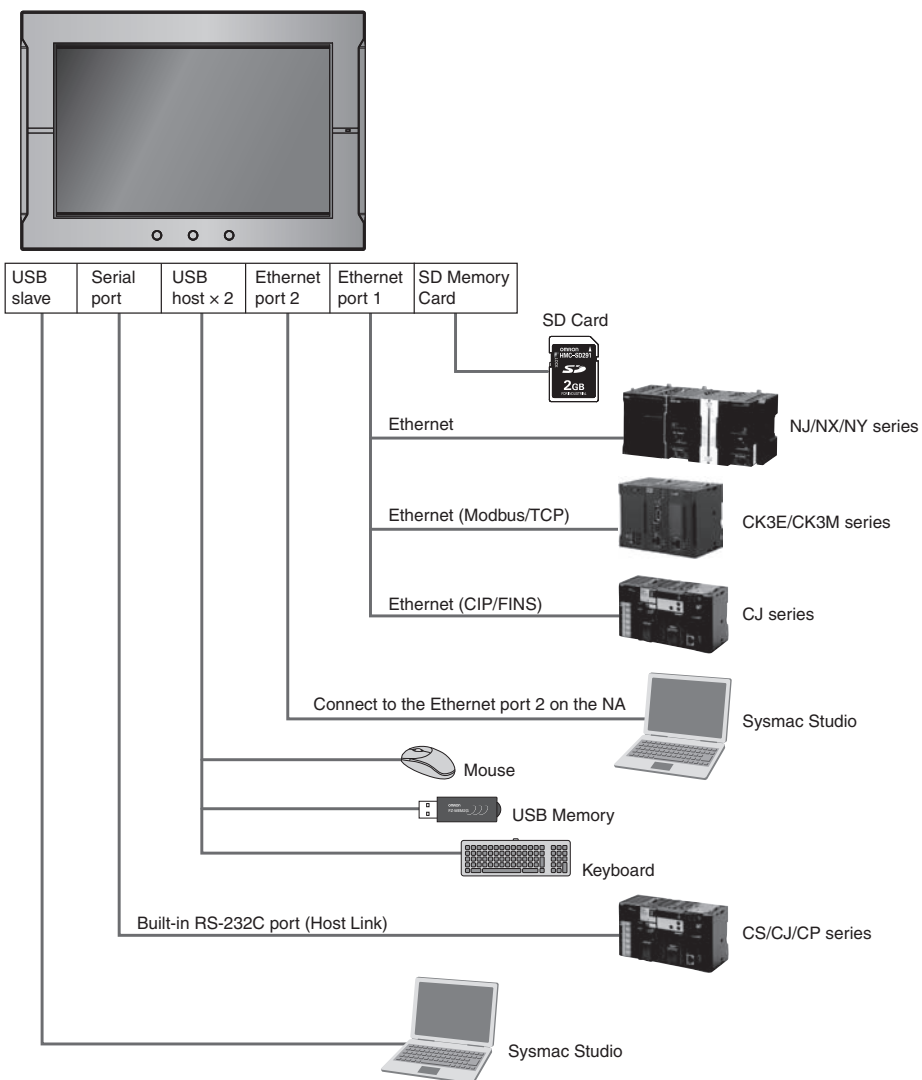 USB slave
Serial port
USB host × 2
Ethernet port 2
Ethernet port 1
SD Memory Card
SD Card
OMRON
HMC-SD291
SD
2GB
Ethernet
NJ/NX/NY series
Ethernet (Modbus/TCP)
CK3E/CK3M series
Ethernet (CIP/FINS)
CJ series
Connect to the Ethernet port 2 on the NA
Sysmac Studio
Mouse
OMRON
USB Memory
Keyboard
Built-in RS-232C port (Host Link)
CS/CJ/CP series
Sysmac Studio